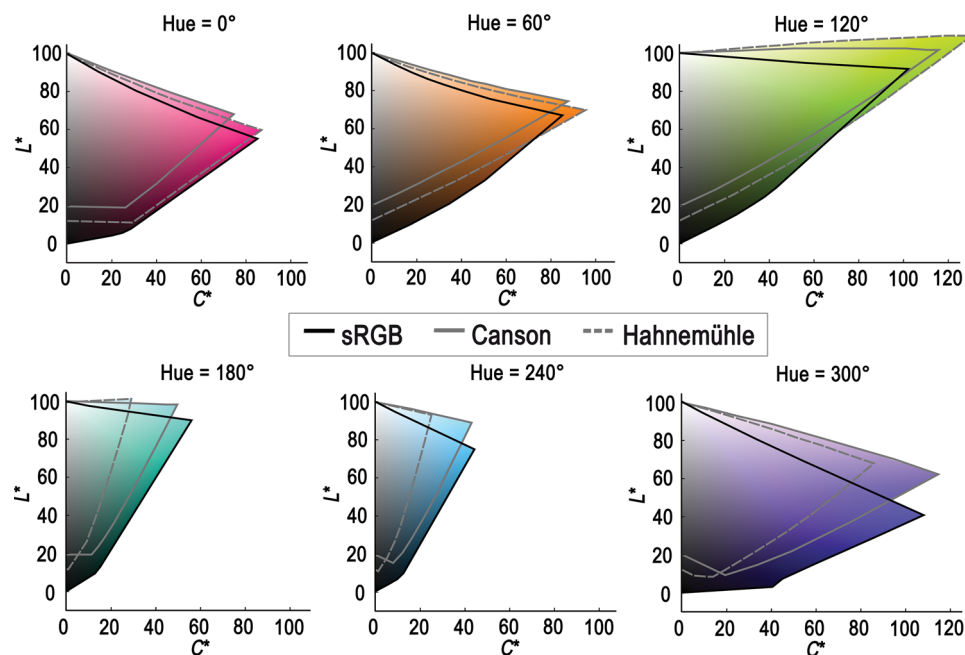 Hue = 0°
Hue = 60°
Hue = 120°
100
80
60
40
20
0
L*
0 20 40 60 80 100
C*
100
80
60
40
20
0
L*
0 20 40 60 80 100
C*
100
80
60
40
20
0
L*
0 20 40 60 80 100 120
C*
sRGB Canson Hahnemühle
Hue = 180°
Hue = 240°
Hue = 300°
100
80
60
40
20
0
L*
0 20 40 60 80 100
C*
100
80
60
40
20
0
L*
0 20 40 60 80 100
C*
100
80
60
40
20
0
L*
0 20 40 60 80 100 120
C*